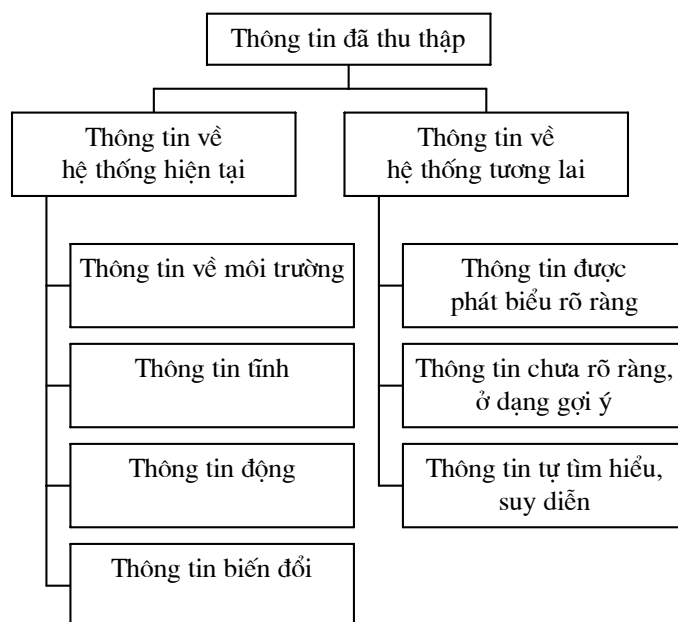 Thông tin đã thu thập
Thông tin về
hệ thống hiện tại
Thông tin về
hệ thống tương lai
Thông tin về môi trường
Thông tin tĩnh
Thông tin động
Thông tin biến đổi
Thông tin được
phát biểu rõ ràng
Thông tin chưa rõ ràng,
ở dạng gợi ý
Thông tin tự tìm hiểu,
suy diễn